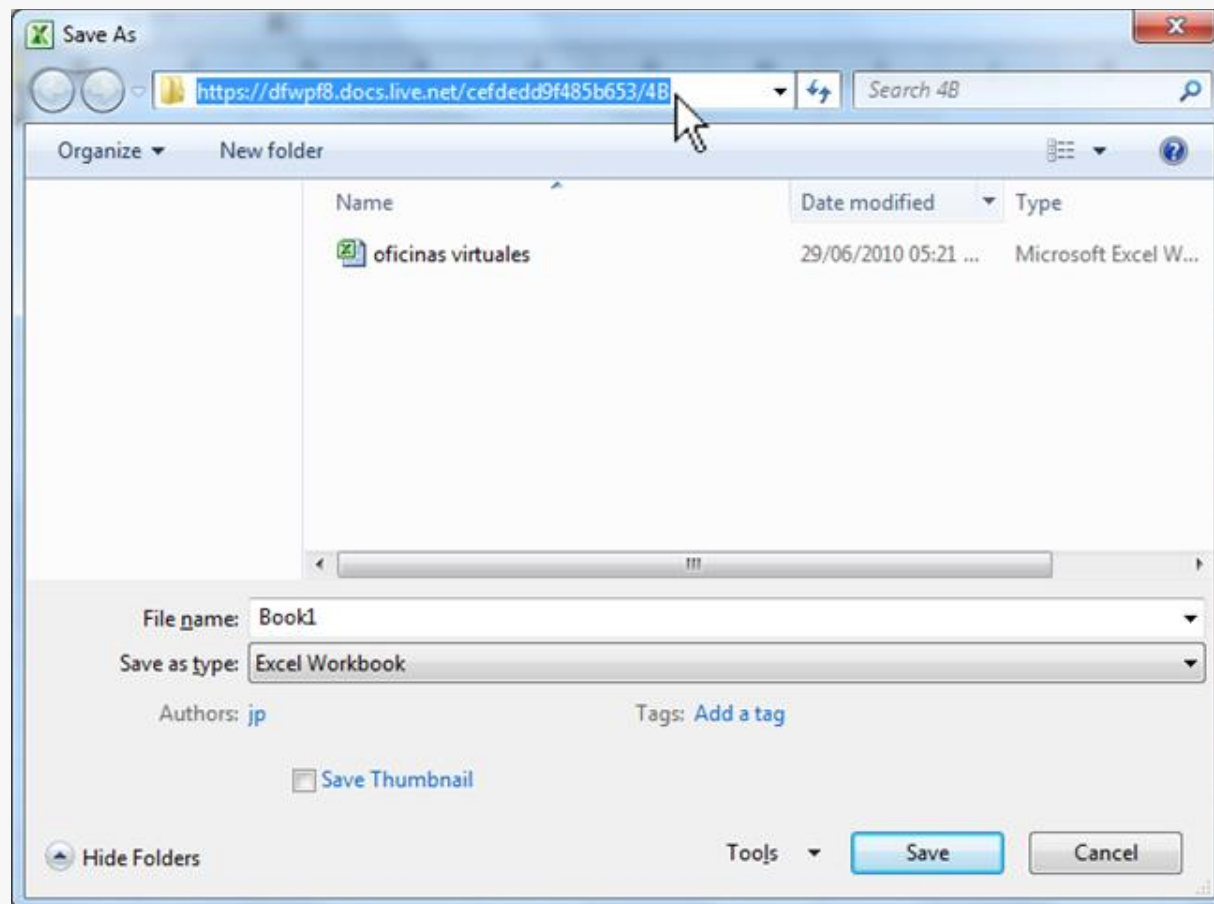 Save As
https://dfwpf8.docs.live.net/cefdedd9f485b653/4B Search 4B
Organize New folder
Name Date modified Type
oficinas virtuales 29/06/2010 05:21 ... Microsoft Excel W...
File name: Book1
Save as type: Excel Workbook
Authors: jp Tags: Add a tag
Save Thumbnail
Hide Folders Tools Save Cancel